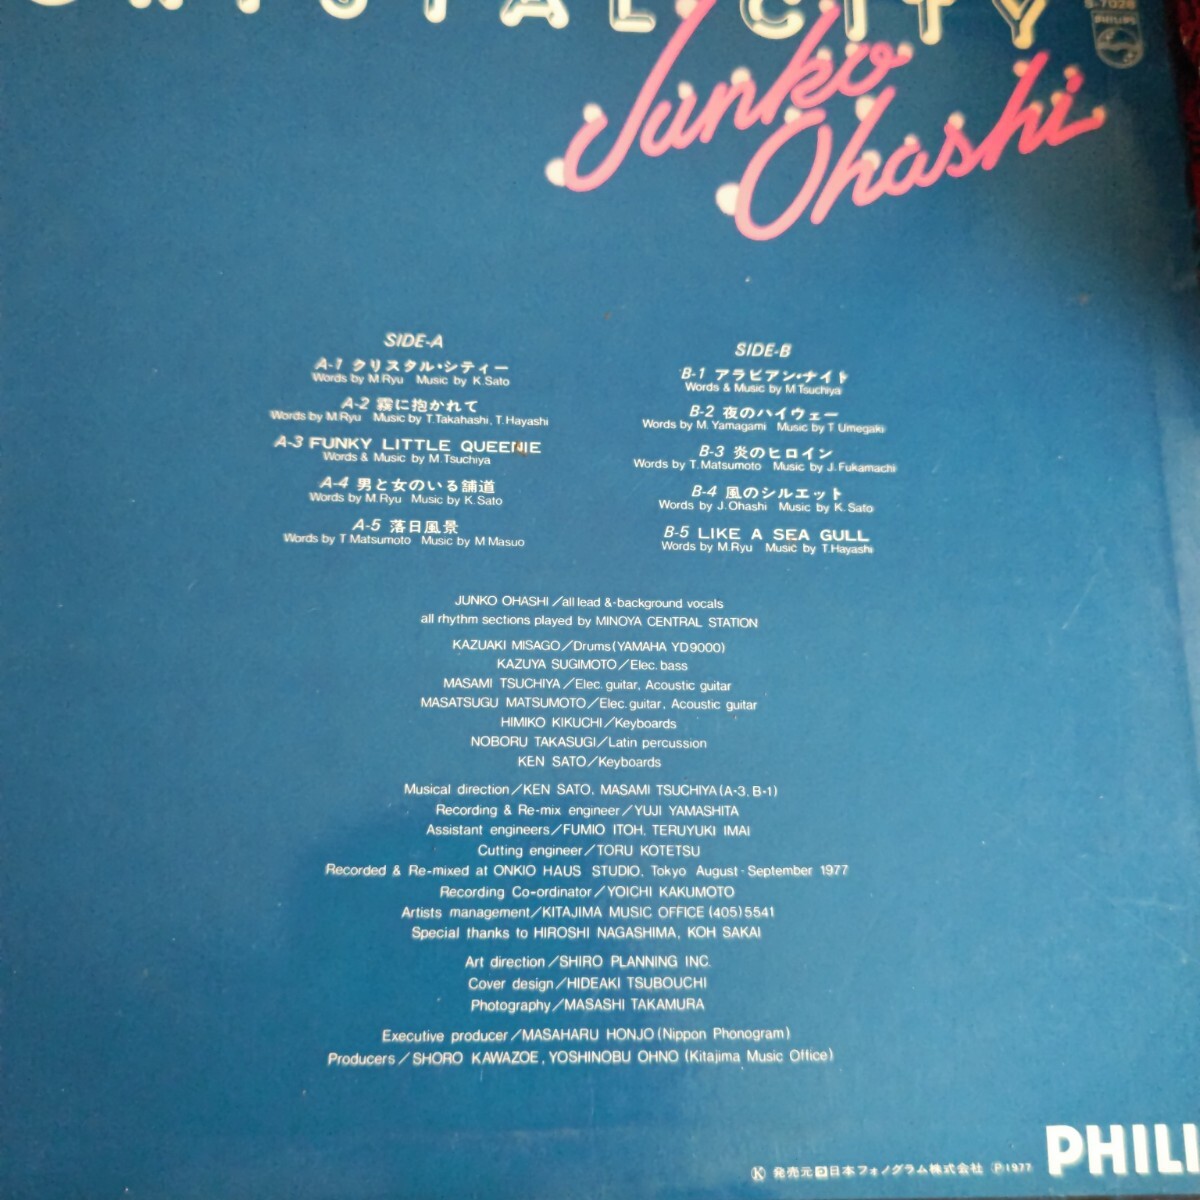 CRYSTAL CITY
S-7028
PHILIPS
Junko
Ohashi
SIDE-A
A-1 クリスタル・シティー
Words by M.Ryu Music by K.Sato
A-2 霧に抱かれて
Words by M.Ryu Music by T.Takahashi, T.Hayashi
A-3 FUNKY LITTLE QUEENIE
Words & Music by M.Tsuchiya
A-4 男と女のいる舗道
Words by M.Ryu Music by K.Sato
A-5 落日風景
Words by T.Matsumoto Music by M.Masuo
SIDE-B
B-1 アラビアン・ナイト
Words & Music by M.Tsuchiya
B-2 夜のハイウェー
Words by M. Yamagami Music by T.Umegaki
B-3 炎のヒロイン
Words by T.Matsumoto Music by J.Fukamachi
B-4 風のシルエット
Words by J.Ohashi Music by K.Sato
B-5 LIKE A SEA GULL
Words by M.Ryu Music by T.Hayashi
JUNKO OHASHI/all lead &-background vocals
all rhythm sections played by MINOYA CENTRAL STATION
KAZUAKI MISAGO/Drums(YAMAHA YD9000)
KAZUYA SUGIMOTO/Elec. bass
MASAMI TSUCHIYA/Elec. guitar, Acoustic guitar
MASATSUGU MATSUMOTO/Elec. guitar, Acoustic guitar
HIMIKO KIKUCHI/Keyboards
NOBORU TAKASUGI/Latin percussion
KEN SATO/Keyboards
Musical direction/KEN SATO, MASAMI TSUCHIYA(A-3, B-1)
Recording & Re-mix engineer/YUJI YAMASHITA
Assistant engineers/FUMIO ITOH, TERUYUKI IMAI
Cutting engineer/TORU KOTETSU
Recorded & Re-mixed at ONKIO HAUS STUDIO, Tokyo August-September 1977
Recording Co-ordinator/YOICHI KAKUMOTO
Artists management/KITAJIMA MUSIC OFFICE (405)5541
Special thanks to HIROSHI NAGASHIMA, KOH SAKAI
Art direction/SHIRO PLANNING INC.
Cover design/HIDEAKI TSUBOUCHI
Photography/MASASHI TAKAMURA
Executive producer/MASAHARU HONJO(Nippon Phonogram)
Producers/SHORO KAWAZOE, YOSHINOBU OHNO (Kitajima Music Office)
Ⓚ 発売元 日本フォノグラム株式会社 Ⓟ1977 PHILI